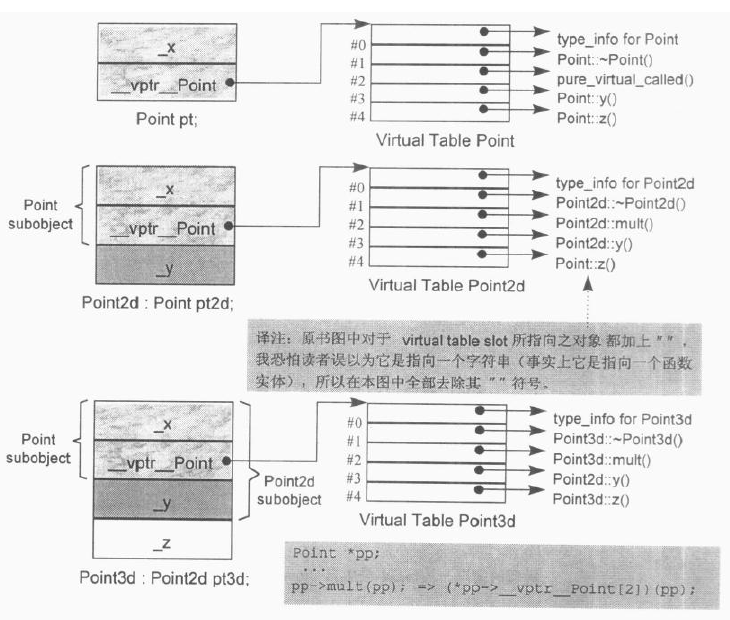 _x
__vptr__Point
Point pt;
#0
#1
#2
#3
#4
type_info for Point
Point::~Point()
pure_virtual_called()
Point::y()
Point::z()
Virtual Table Point
Point
subobject
_x
__vptr__Point
_y
Point2d : Point pt2d;
#0
#1
#2
#3
#4
type_info for Point2d
Point2d::~Point2d()
Point2d::mult()
Point2d::y()
Point::z()
Virtual Table Point2d
译注：原书图中对于 virtual table slot 所指向之对象 都加上 " " ，
我恐怕读者误以为它是指向一个字符串（事实上它是指向一个函数
实体），所以在本图中全部去除其 " " 符号。
Point
subobject
_x
__vptr__Point
_y
_z
Point2d
subobject
Point3d : Point2d pt3d;
#0
#1
#2
#3
#4
type_info for Point3d
Point3d::~Point3d()
Point3d::mult()
Point2d::y()
Point3d::z()
Virtual Table Point3d
Point *pp;
...
pp->mult(pp); => (*pp->__vptr__Point[2])(pp);